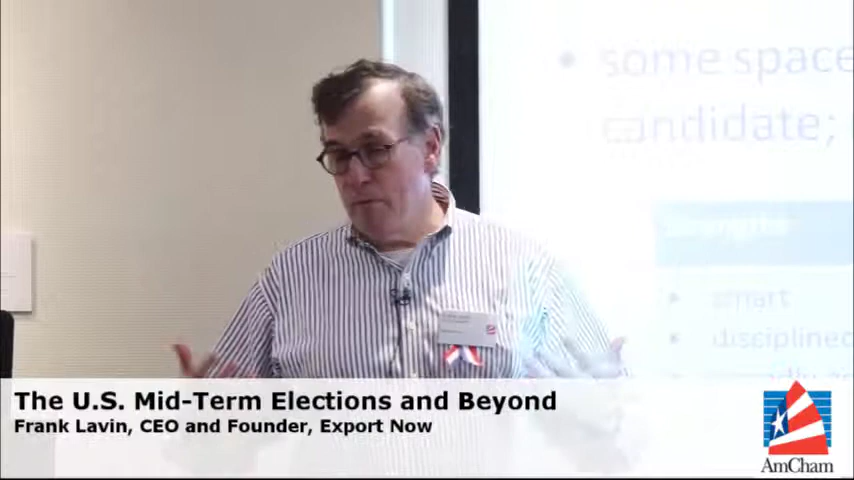 some space
candidate;
smart
disciplined
The U.S. Mid-Term Elections and Beyond
Frank Lavin, CEO and Founder, Export Now
AmCham